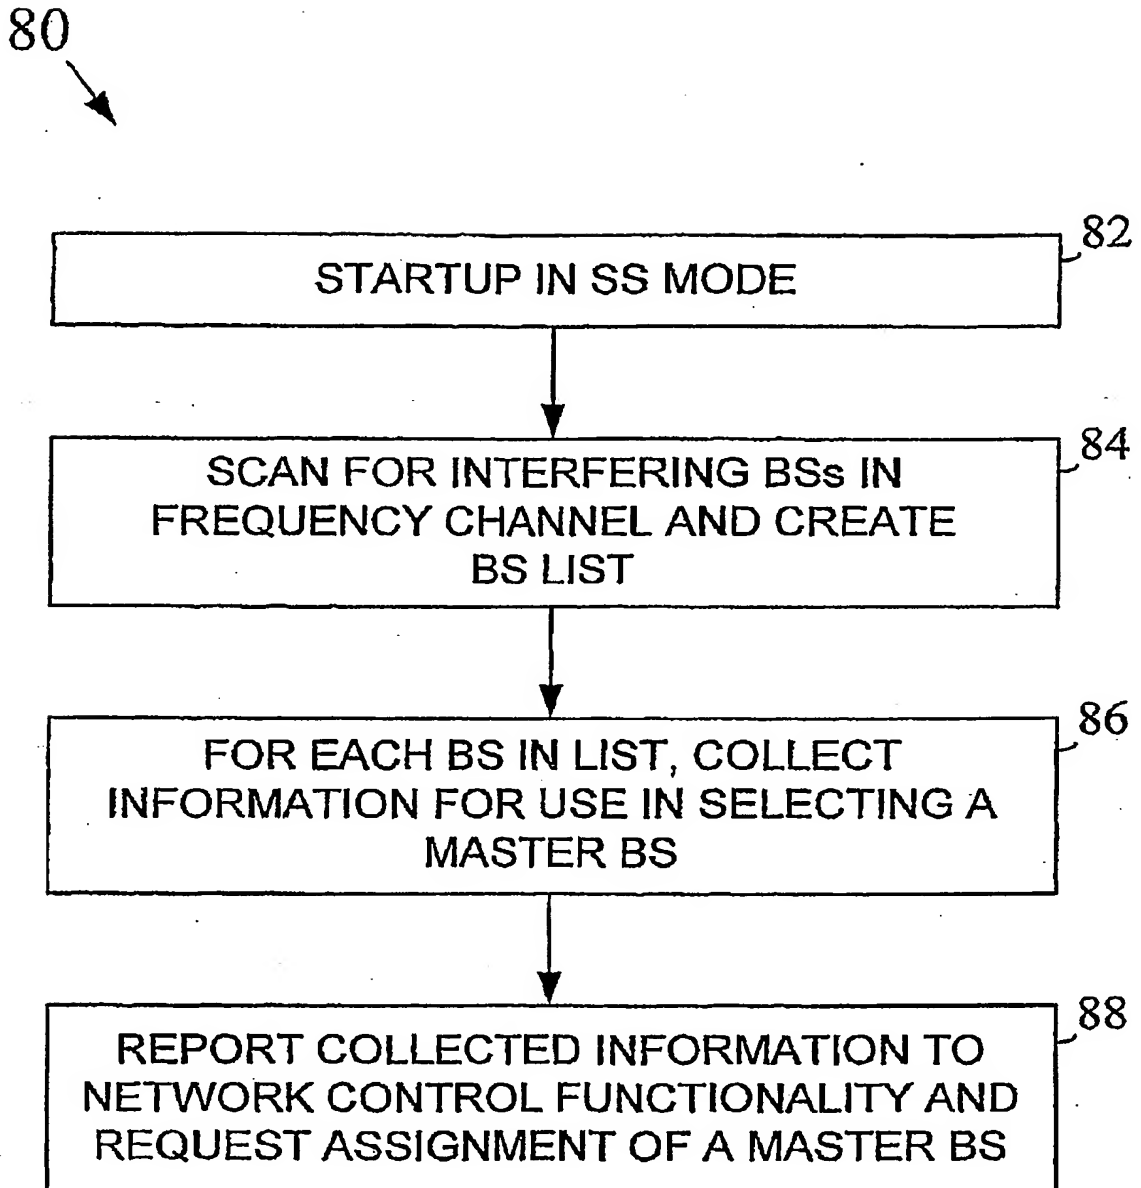 80
82
STARTUP IN SS MODE
84
SCAN FOR INTERFERING BSs IN
FREQUENCY CHANNEL AND CREATE
BS LIST
86
FOR EACH BS IN LIST, COLLECT
INFORMATION FOR USE IN SELECTING A
MASTER BS
88
REPORT COLLECTED INFORMATION TO
NETWORK CONTROL FUNCTIONALITY AND
REQUEST ASSIGNMENT OF A MASTER BS